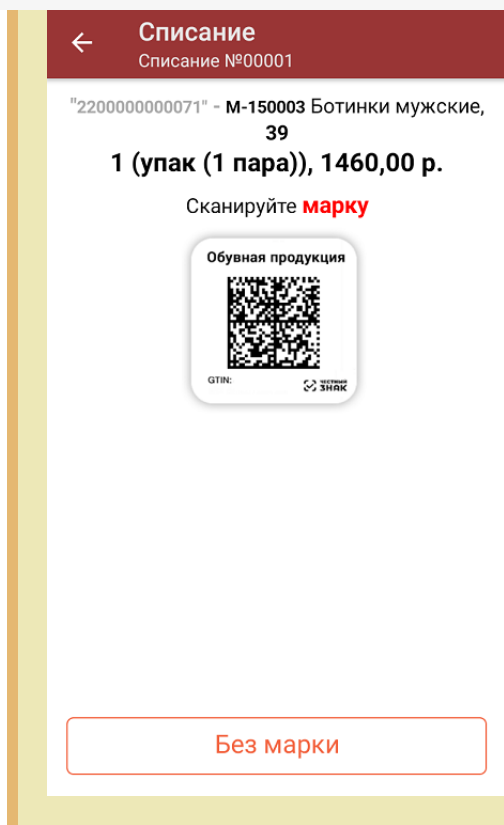 Списание
Списание №00001
"2200000000071" - М-150003 Ботинки мужские,
39
1 (упак (1 пара)), 1460,00 р.
Сканируйте марку
Обувная продукция
GTIN:
ЧЕСТНЫЙ
ЗНАК
Без марки